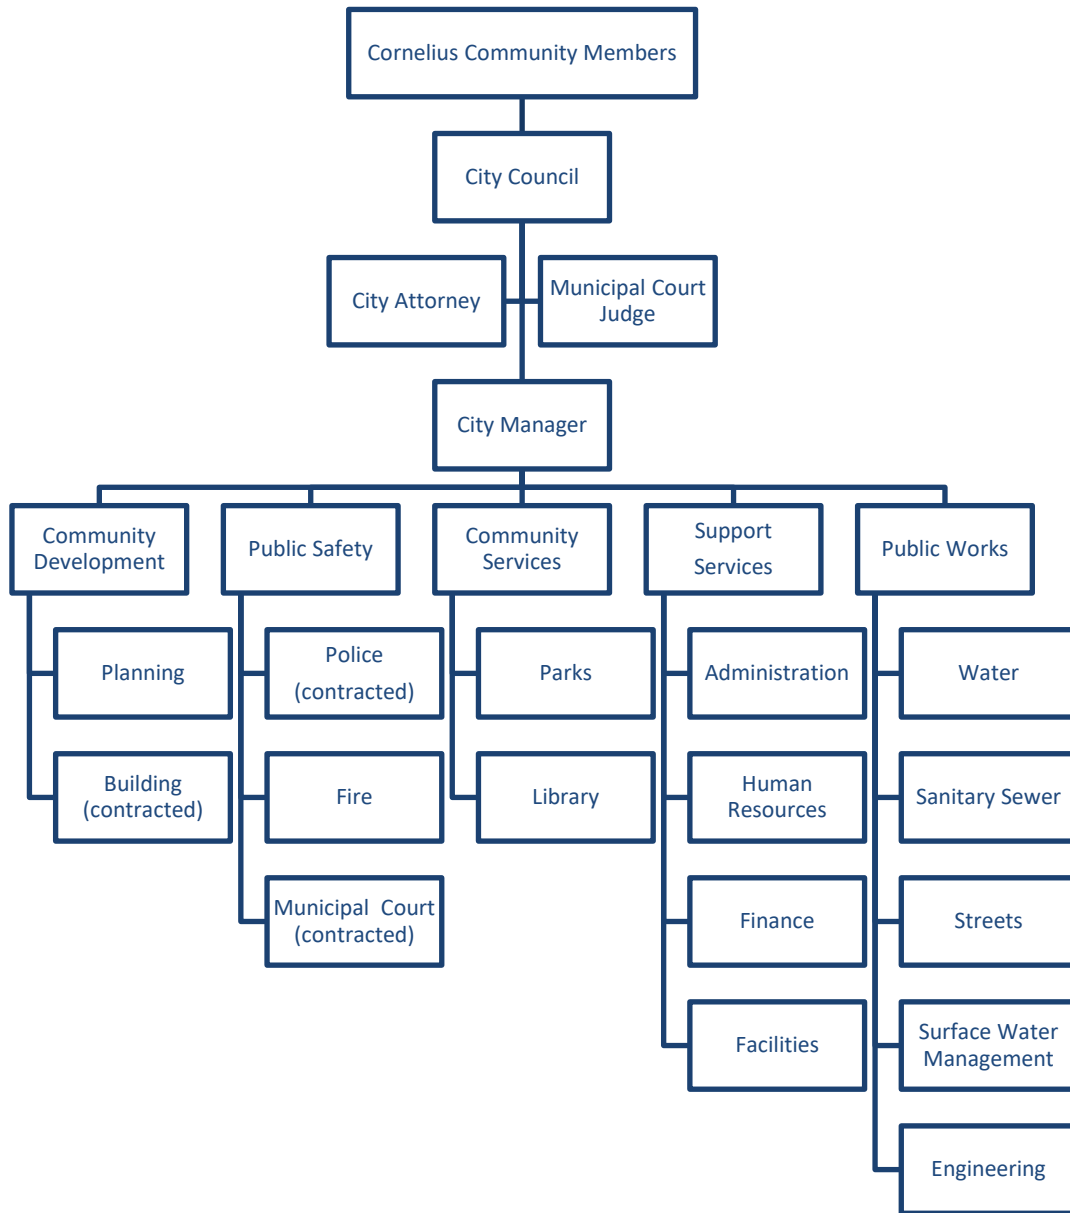 Cornelius Community Members
City Council
City Attorney
Municipal Court
Judge
City Manager
Community
Development
Public Safety
Community
Services
Support
Services
Public Works
Planning
Police
(contracted)
Parks
Administration
Water
Building
(contracted)
Fire
Library
Human
Resources
Sanitary Sewer
Municipal Court
(contracted)
Finance
Streets
Facilities
Surface Water
Management
Engineering